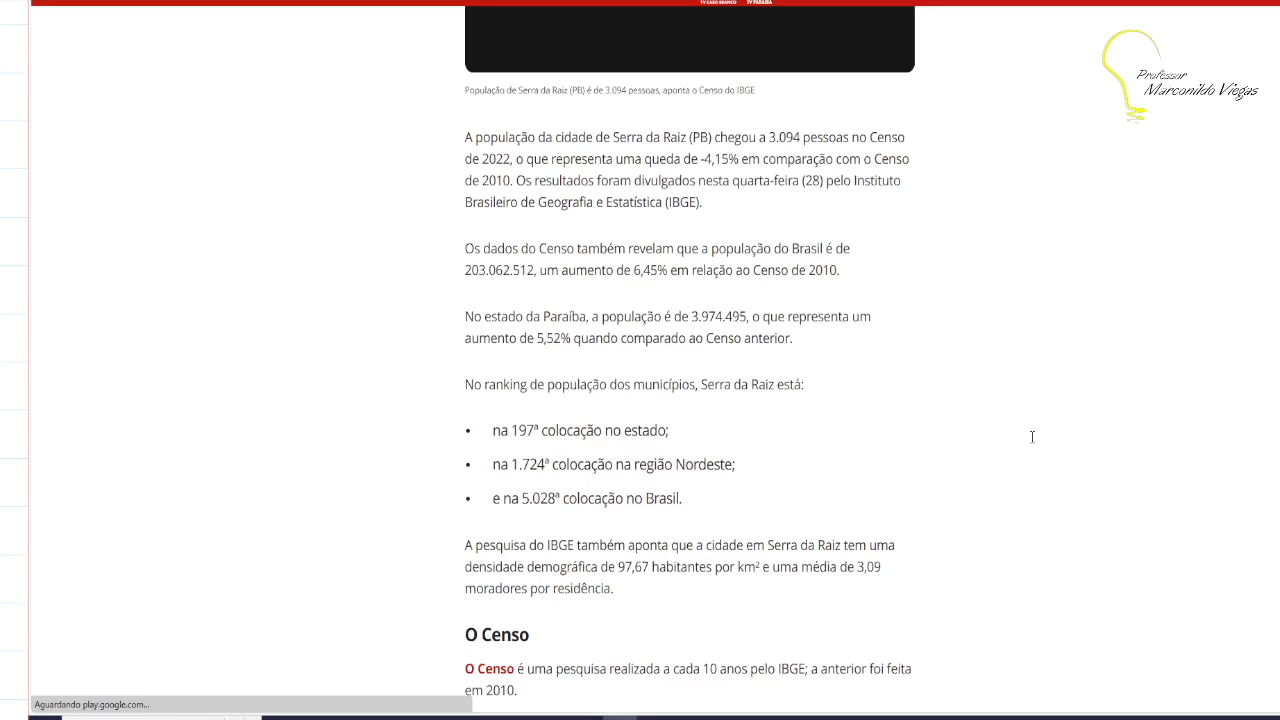 TV CABO BRANCO TV PARAÍBA
Professor
Marconildo Viegas
População de Serra da Raiz (PB) é de 3.094 pessoas, aponta o Censo do IBGE
A população da cidade de Serra da Raiz (PB) chegou a 3.094 pessoas no Censo
de 2022, o que representa uma queda de -4,15% em comparação com o Censo
de 2010. Os resultados foram divulgados nesta quarta-feira (28) pelo Instituto
Brasileiro de Geografia e Estatística (IBGE).
Os dados do Censo também revelam que a população do Brasil é de
203.062.512, um aumento de 6,45% em relação ao Censo de 2010.
No estado da Paraíba, a população é de 3.974.495, o que representa um
aumento de 5,52% quando comparado ao Censo anterior.
No ranking de população dos municípios, Serra da Raiz está:
• na 197ª colocação no estado;
• na 1.724ª colocação na região Nordeste;
• e na 5.028ª colocação no Brasil.
A pesquisa do IBGE também aponta que a cidade em Serra da Raiz tem uma
densidade demográfica de 97,67 habitantes por km² e uma média de 3,09
moradores por residência.
O Censo
O Censo é uma pesquisa realizada a cada 10 anos pelo IBGE; a anterior foi feita
em 2010.
Aguardando play.google.com...